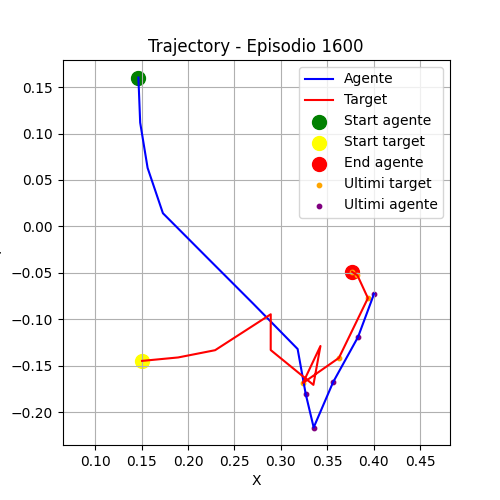 Trajectory - Episodio 1600
Agente
Target
Start agente
Start target
End agente
Ultimi target
Ultimi agente
0.15
0.10
0.05
0.00
−0.05
−0.10
−0.15
−0.20
0.10 0.15 0.20 0.25 0.30 0.35 0.40 0.45
X